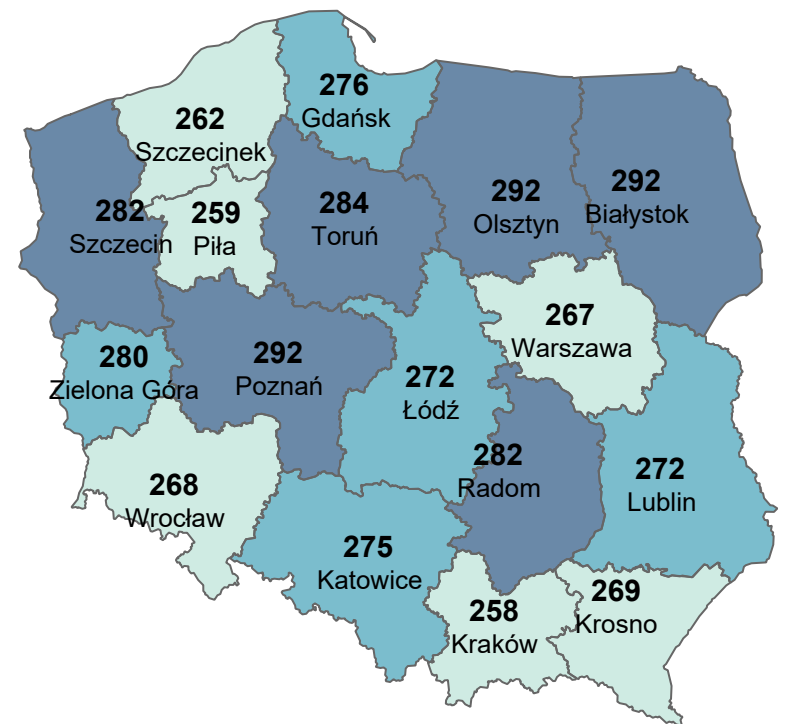 276
Gdańsk
262
Szczecinek
292
Białystok
292
Olsztyn
284
Toruń
282
Szczecin
259
Piła
267
Warszawa
280
Zielona Góra
292
Poznań
272
Łódź
282
Radom
272
Lublin
268
Wrocław
275
Katowice
258
Kraków
269
Krosno